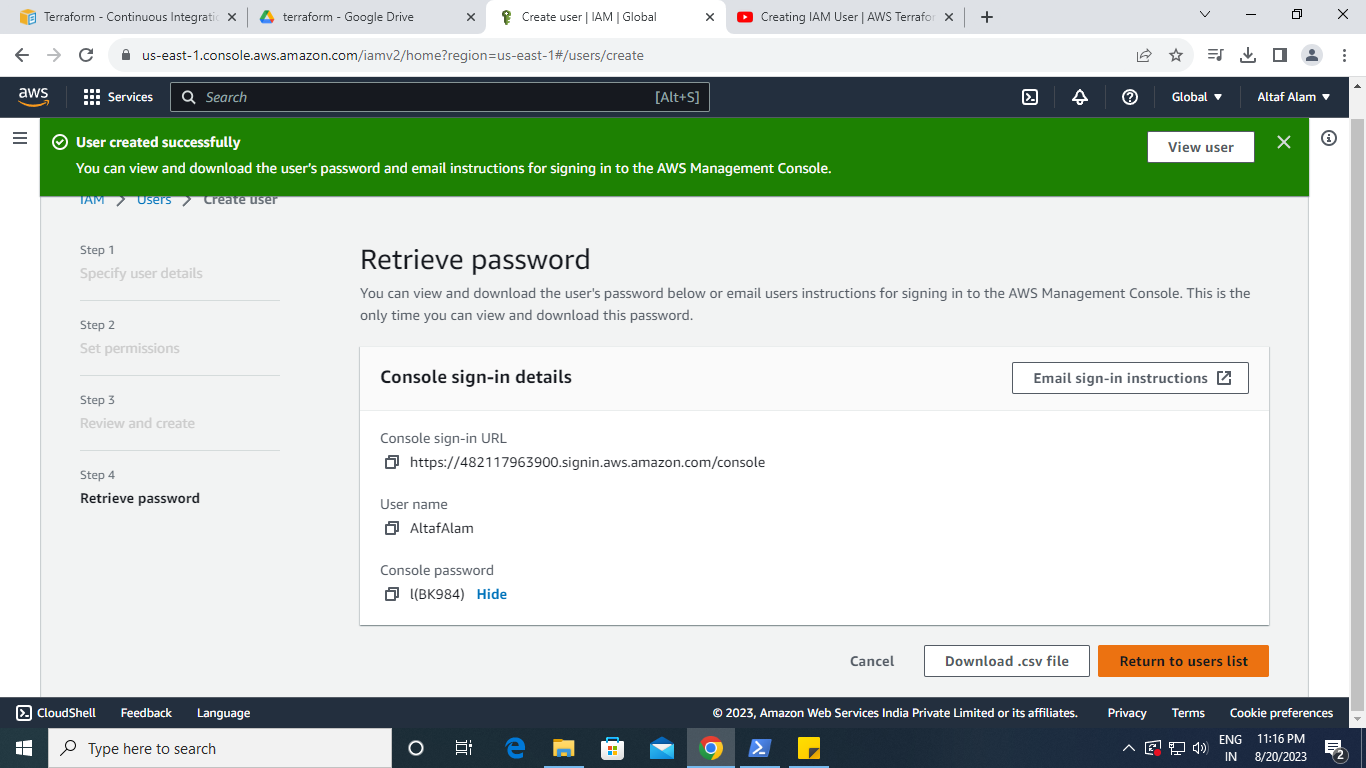 Terraform - Continuous Integratio
terraform - Google Drive
Create user | IAM | Global
Creating IAM User | AWS Terrafor
us-east-1.console.aws.amazon.com/iamv2/home?region=us-east-1#/users/create
aws
Services
Search
[Alt+S]
Global
Altaf Alam
User created successfully
You can view and download the user's password and email instructions for signing in to the AWS Management Console.
View user
IAM
Users
Create user
Step 1
Specify user details
Step 2
Set permissions
Step 3
Review and create
Step 4
Retrieve password
Retrieve password
You can view and download the user's password below or email users instructions for signing in to the AWS Management Console. This is the
only time you can view and download this password.
Console sign-in details
Email sign-in instructions
Console sign-in URL
https://482117963900.signin.aws.amazon.com/console
User name
AltafAlam
Console password
l(BK984) Hide
Cancel
Download .csv file
Return to users list
CloudShell
Feedback
Language
© 2023, Amazon Web Services India Private Limited or its affiliates.
Privacy
Terms
Cookie preferences
Type here to search
ENG
IN
11:16 PM
8/20/2023
2